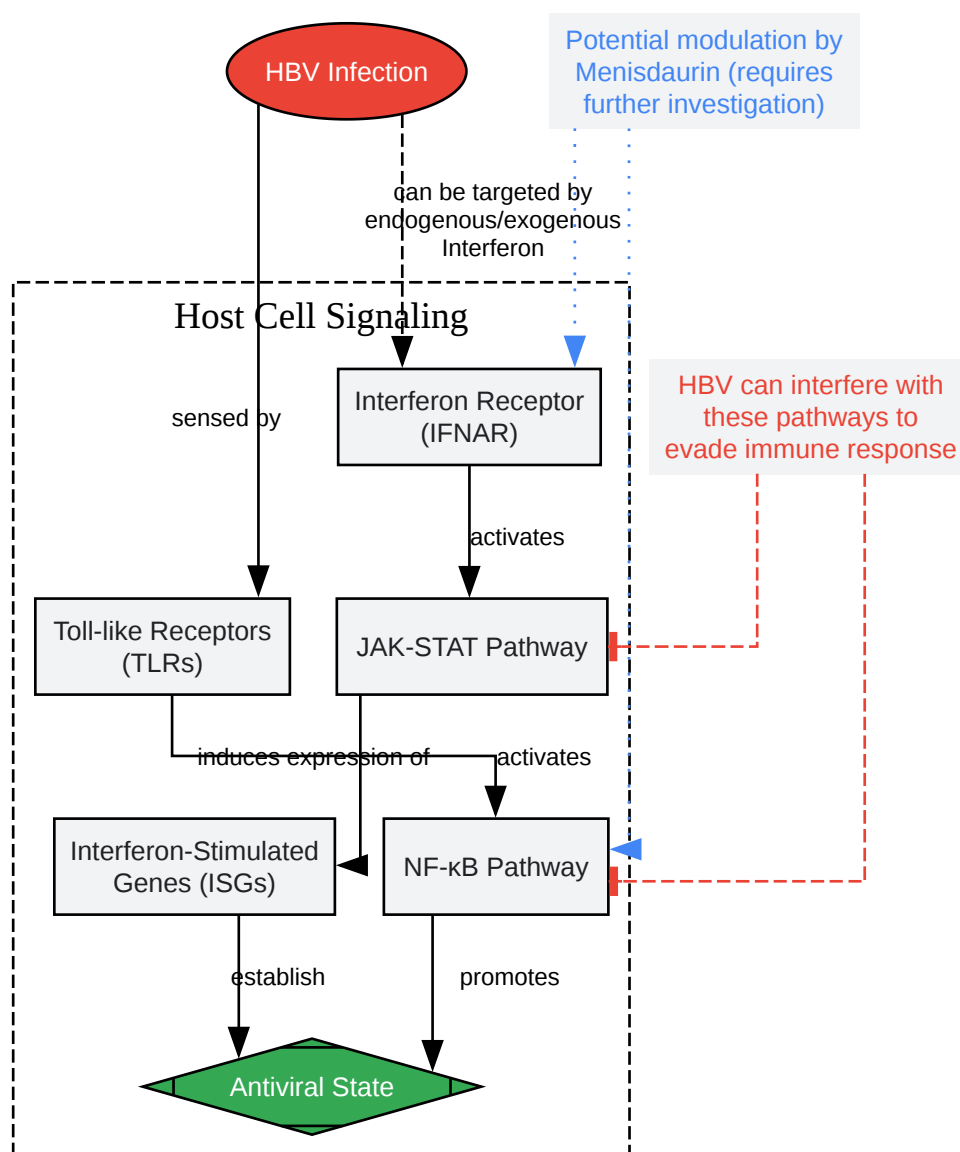 HBV Infection
Potential modulation by
Menisdaurin (requires
further investigation)
can be targeted by
endogenous/exogenous
Interferon
Host Cell Signaling
sensed by
Interferon Receptor
(IFNAR)
HBV can interfere with
these pathways to
evade immune response
activates
Toll-like Receptors
(TLRs)
JAK-STAT Pathway
induces expression of
activates
Interferon-Stimulated
Genes (ISGs)
NF-κB Pathway
establish
promotes
Antiviral State